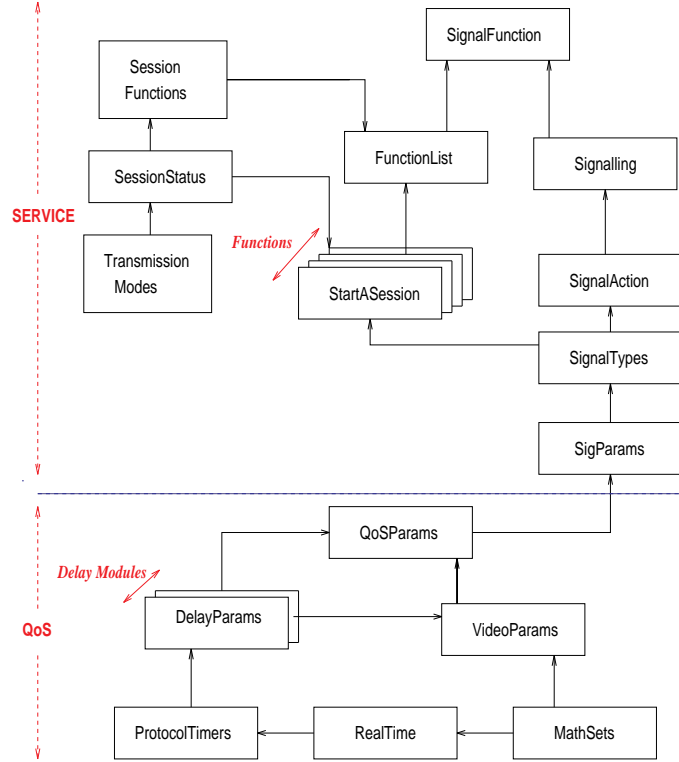 SignalFunction
Session
Functions
FunctionList
Signalling
SessionStatus
SERVICE
Functions
Transmission
Modes
StartASession
SignalAction
SignalTypes
SigParams
QoSParams
Delay Modules
DelayParams
VideoParams
QoS
ProtocolTimers
RealTime
MathSets